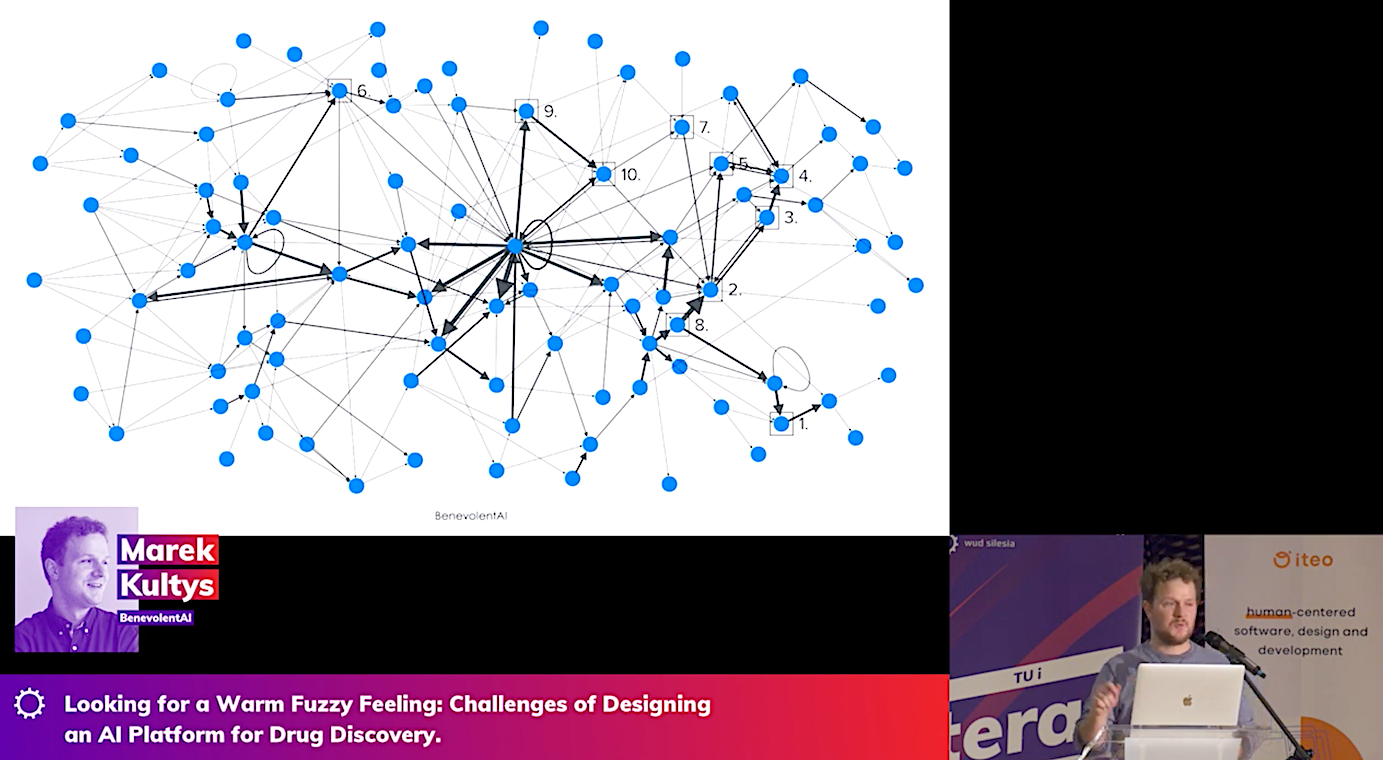 6.
9.
7.
5.
10.
4.
3.
2.
8.
1.
BenevolentAI
Marek
Kultys
BenevolentAI
Looking for a Warm Fuzzy Feeling: Challenges of Designing
an AI Platform for Drug Discovery.
wud silesia
TU i
tera
iteo
human-centered
software, design and
development